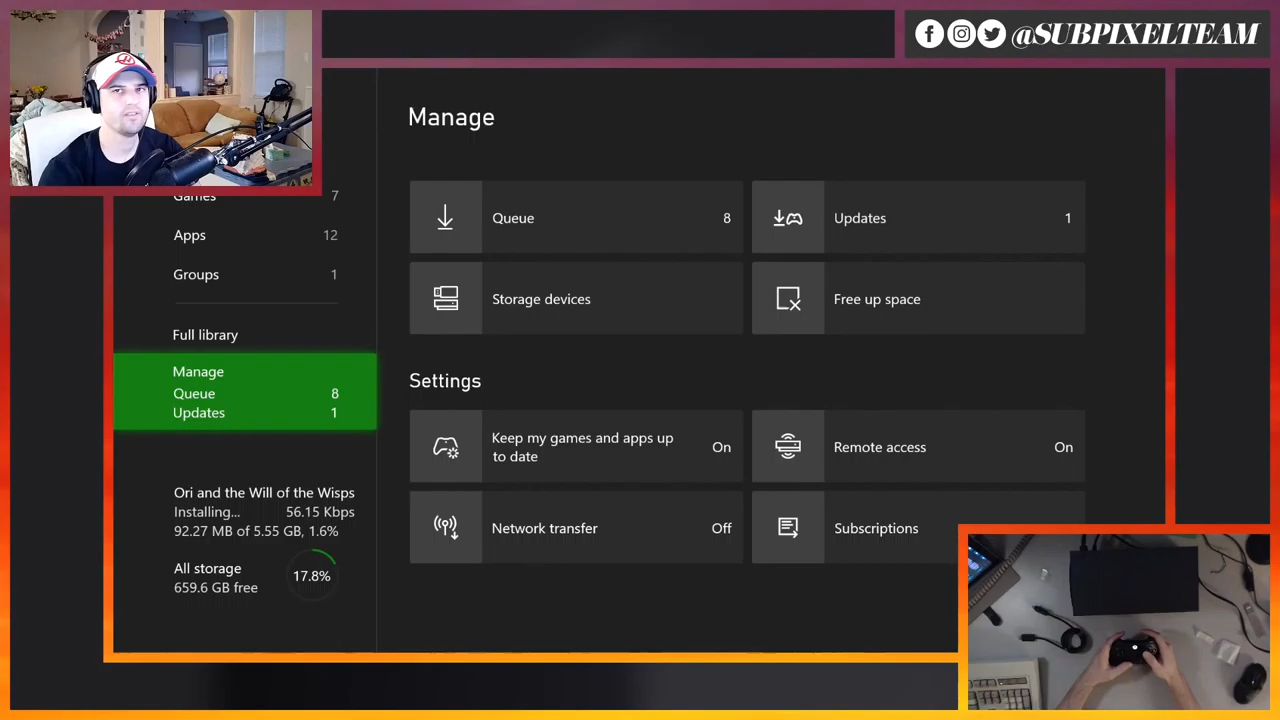 @SUBPIXELTEAM
Games 7
Apps 12
Groups 1
Full library
Manage
Queue 8
Updates 1
Ori and the Will of the Wisps
Installing... 56.15 Kbps
92.27 MB of 5.55 GB, 1.6%
All storage
659.6 GB free
17.8%
Manage
Queue 8
Updates 1
Storage devices
Free up space
Settings
Keep my games and apps up
to date
On
Remote access On
Network transfer Off
Subscriptions